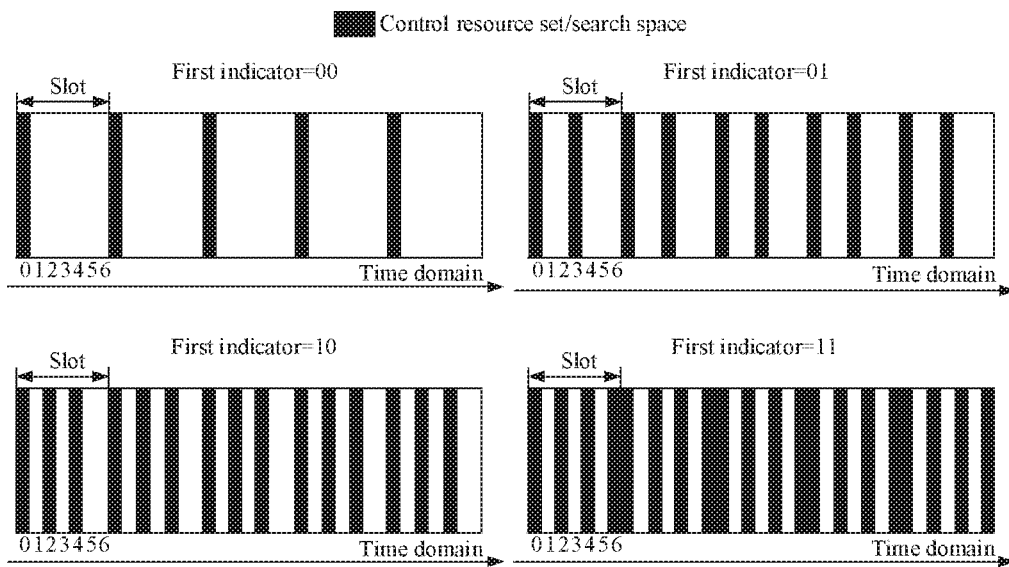 Control resource set/search space
First indicator=00
Slot
0123456
Time domain
First indicator=01
Slot
0123456
Time domain
First indicator=10
Slot
0123456
Time domain
First indicator=11
Slot
0123456
Time domain